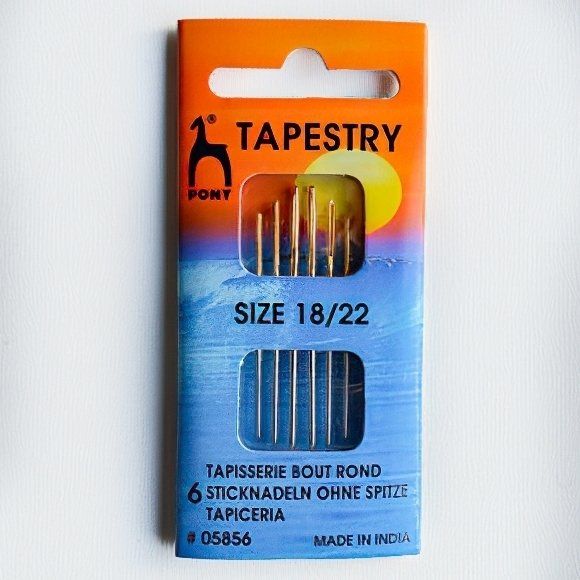 TAPESTRY
®
PONY
SIZE 18/22
TAPISSERIE BOUT ROND
6 STICKNADELN OHNE SPITZE
TAPICERIA
# 05856 MADE IN INDIA